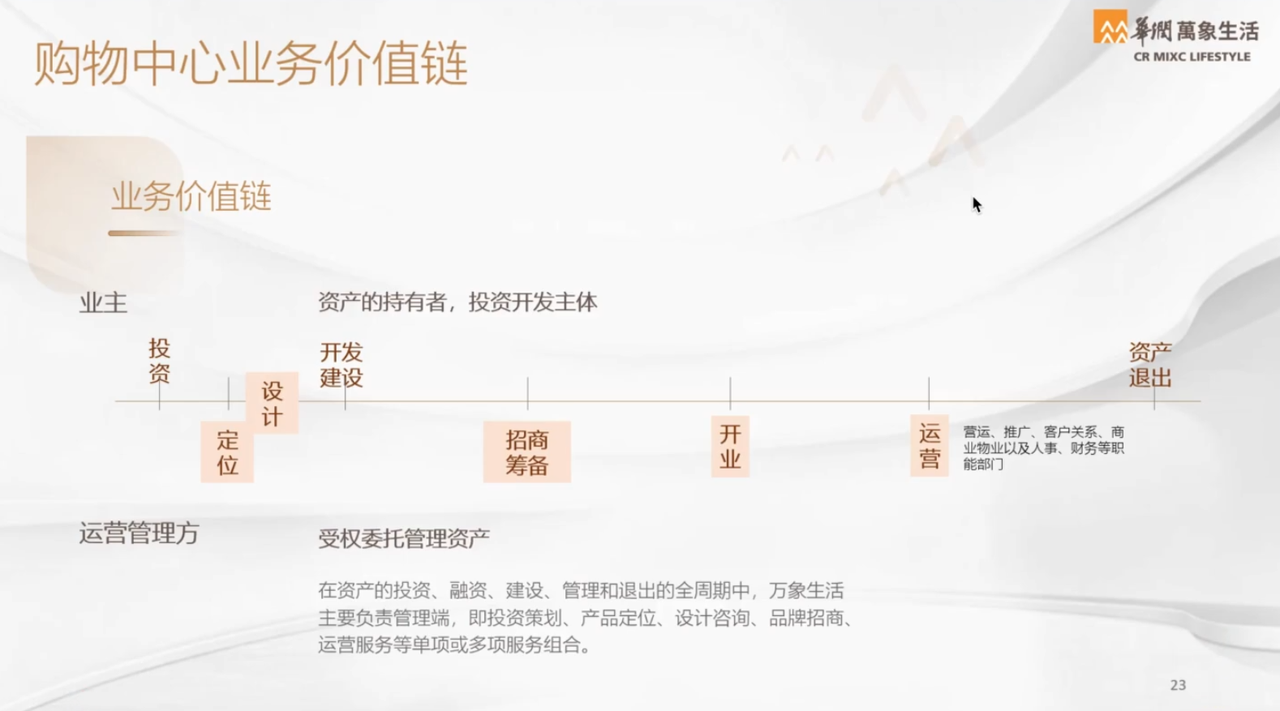 购物中心业务价值链
華润萬象生活
CR MIXC LIFESTYLE
业务价值链
业主
资产的持有者，投资开发主体
投
资
设
计
开发
建设
资产
退出
定
位
招商
筹备
开
业
运
营
营运、推广、客户关系、商
业物业以及人事、财务等职
能部门
运营管理方
受权委托管理资产
在资产的投资、融资、建设、管理和退出的全周期中，万象生活
主要负责管理端，即投资策划、产品定位、设计咨询、品牌招商、
运营服务等单项或多项服务组合。
23